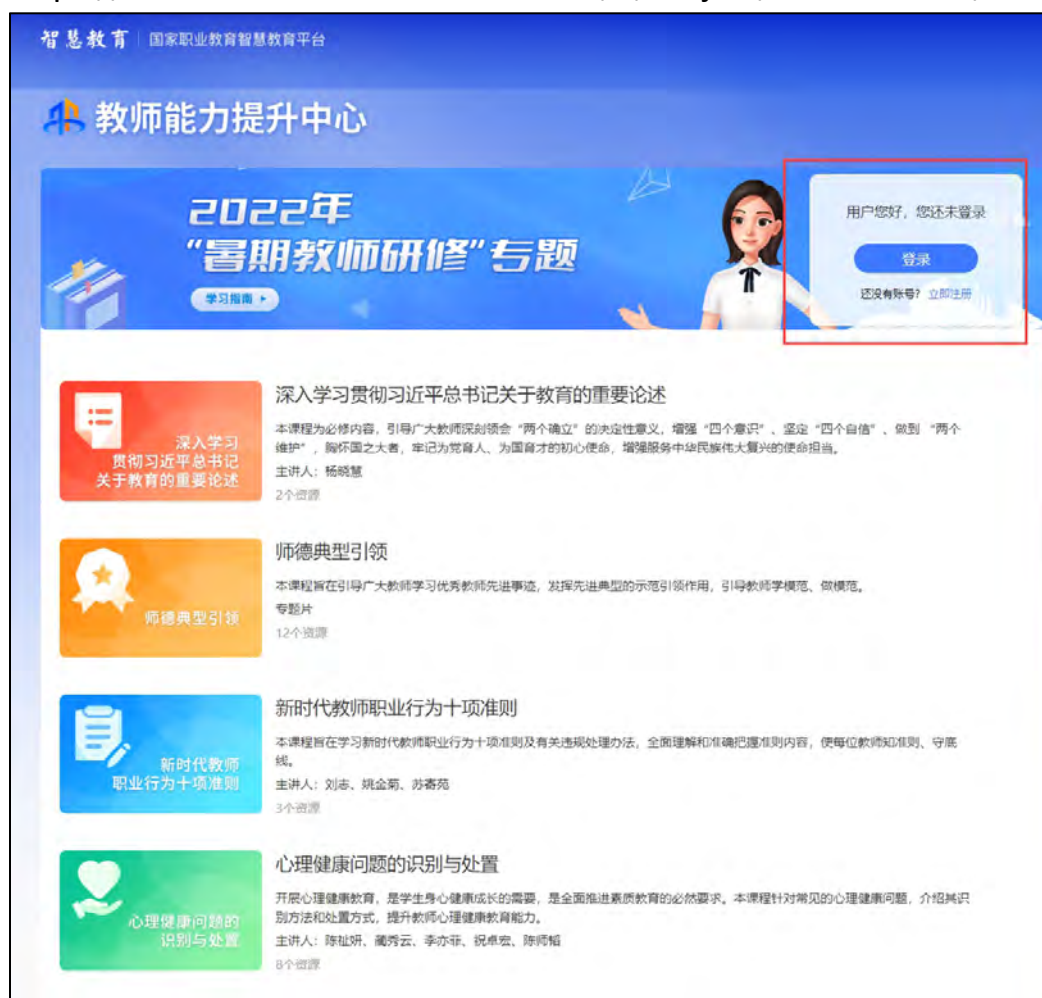 智慧教育 国家职业教育智慧教育平台
教师能力提升中心
2022年
“暑期教师研修”专题
学习指南
用户您好，您还未登录
登录
还没有账号？ 立即注册
深入学习
贯彻习近平总书记
关于教育的重要论述
深入学习贯彻习近平总书记关于教育的重要论述
本课程为必修内容，引导广大教师深刻领会“两个确立”的决定性意义，增强“四个意识”、坚定“四个自信”、做到“两个
维护”，胸怀国之大者，牢记为党育人、为国育才的初心使命，增强服务中华民族伟大复兴的使命担当。
主讲人：杨晓慧
2个资源
师德典型引领
师德典型引领
本课程旨在引导广大教师学习优秀教师先进事迹，发挥先进典型的示范引领作用，引导教师学模范、做模范。
专题片
12个资源
新时代教师
职业行为十项准则
新时代教师职业行为十项准则
本课程旨在学习新时代教师职业行为十项准则及有关违规处理办法，全面理解和准确把握准则内容，使每位教师知准则、守底
线。
主讲人：刘志、姚金菊、苏寄宛
3个资源
心理健康问题的
识别与处置
心理健康问题的识别与处置
开展心理健康教育，是学生身心健康成长的需要，是全面推进素质教育的必然要求。本课程针对常见的心理健康问题，介绍其识
别方法和处置方式，提升教师心理健康教育能力。
主讲人：陈祉妍、蔺秀云、李亦菲、祝卓宏、陈师韬
8个资源